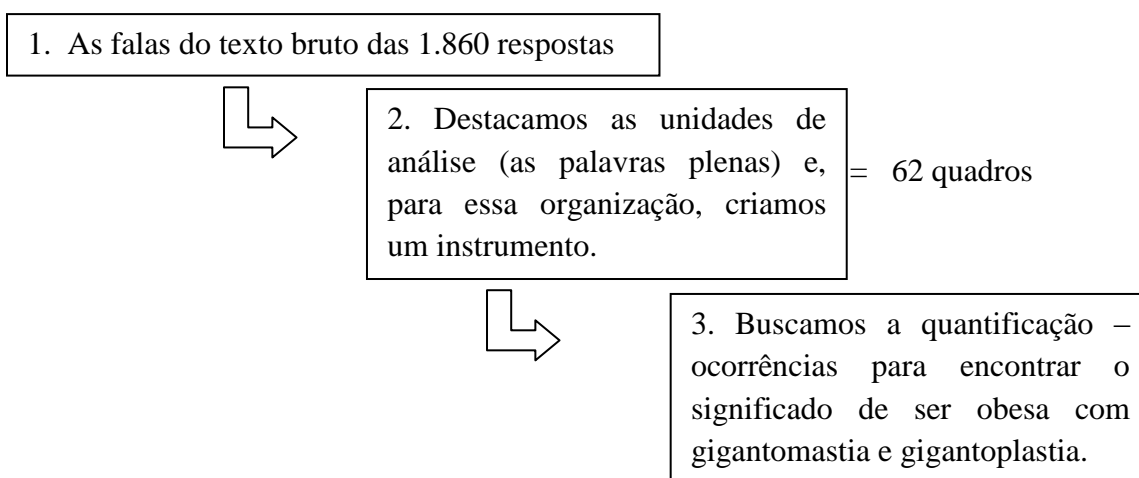 1. As falas do texto bruto das 1.860 respostas
2. Destacamos as unidades de
análise (as palavras plenas) e,
para essa organização, criamos
um instrumento.
= 62 quadros
3. Buscamos a quantificação –
ocorrências para encontrar o
significado de ser obesa com
gigantomastia e gigantoplastia.